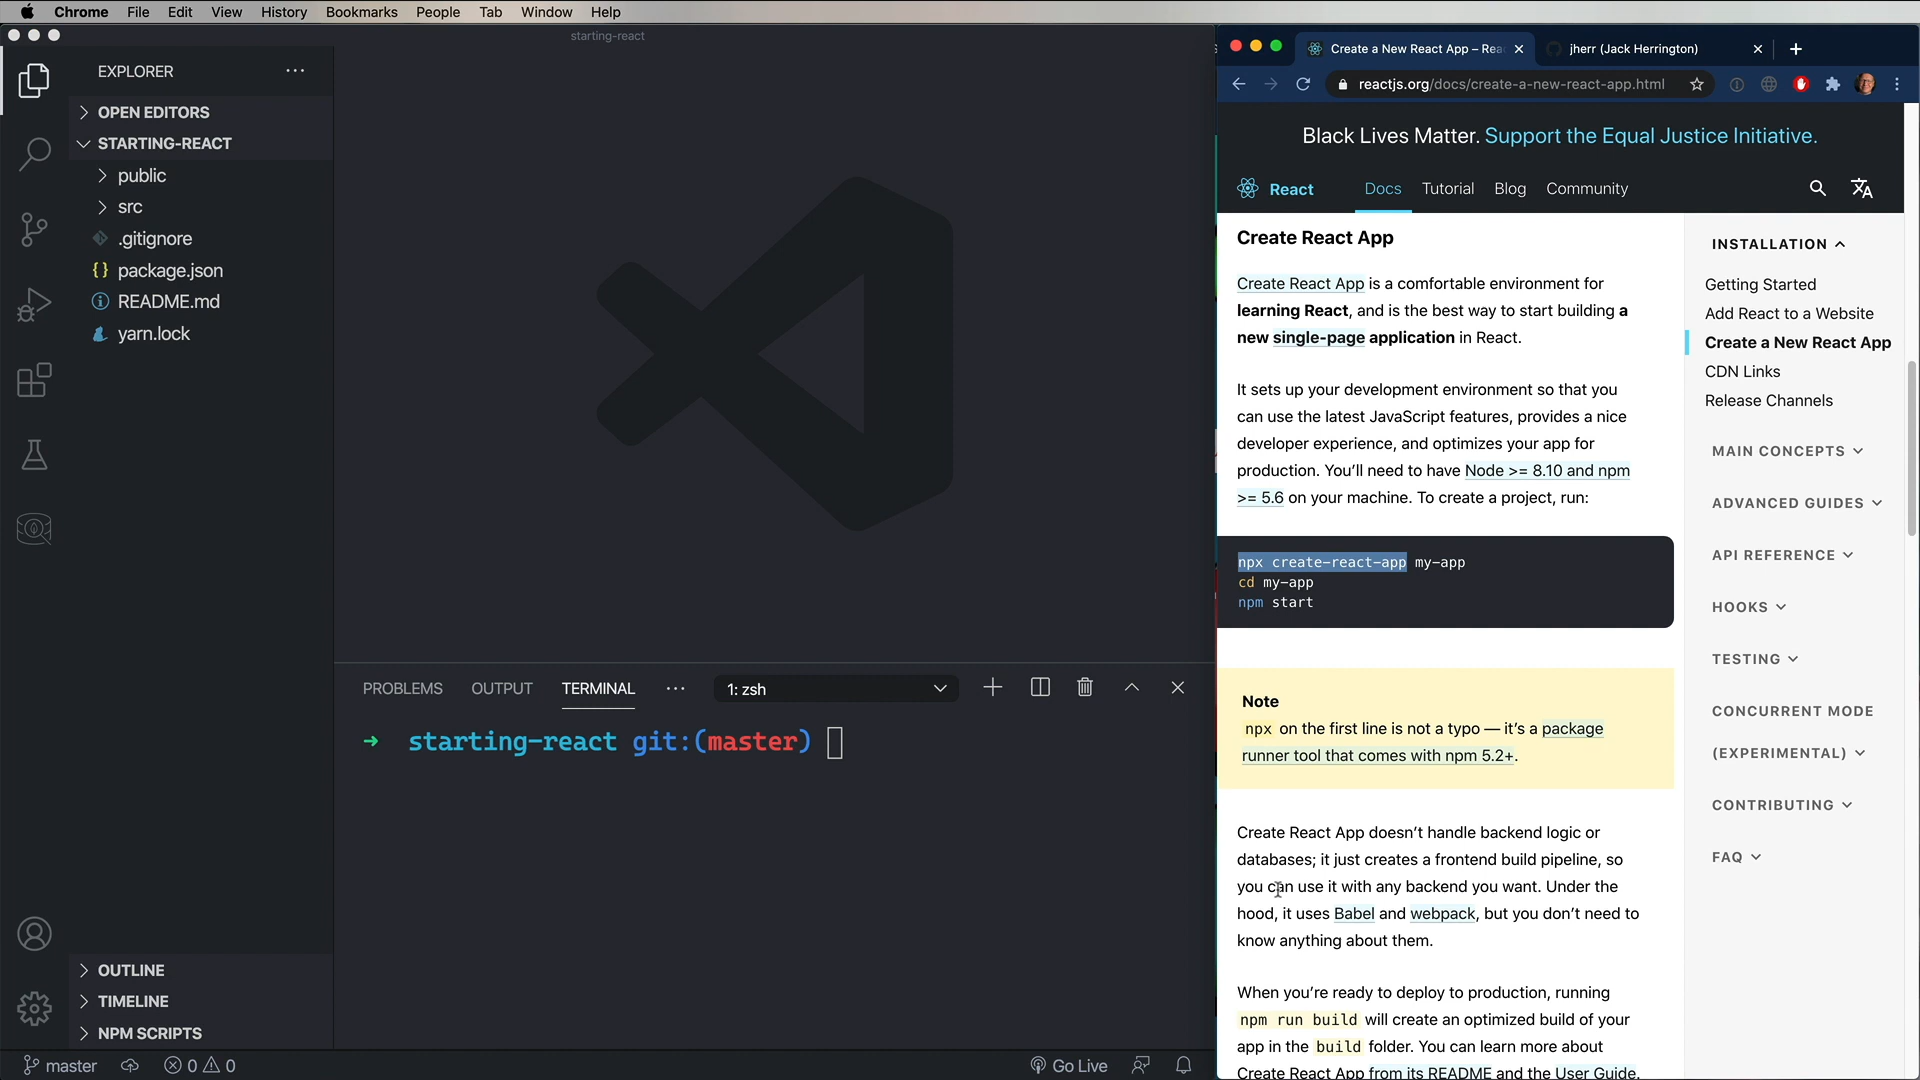 Chrome File Edit View History Bookmarks People Tab Window Help
starting-react
EXPLORER
OPEN EDITORS
STARTING-REACT
public
src
.gitignore
package.json
README.md
yarn.lock
OUTLINE
TIMELINE
NPM SCRIPTS
PROBLEMS OUTPUT TERMINAL ··· 1: zsh
→ starting-react git:(master)
master 0 0 Go Live
Create a New React App – Rea jherr (Jack Herrington)
reactjs.org/docs/create-a-new-react-app.html
Black Lives Matter. Support the Equal Justice Initiative.
React Docs Tutorial Blog Community
Create React App
Create React App is a comfortable environment for
learning React, and is the best way to start building a
new single-page application in React.
It sets up your development environment so that you
can use the latest JavaScript features, provides a nice
developer experience, and optimizes your app for
production. You’ll need to have Node >= 8.10 and npm
>= 5.6 on your machine. To create a project, run:
npx create-react-app my-app
cd my-app
npm start
Note
npx on the first line is not a typo — it’s a package
runner tool that comes with npm 5.2+.
Create React App doesn’t handle backend logic or
databases; it just creates a frontend build pipeline, so
you can use it with any backend you want. Under the
hood, it uses Babel and webpack, but you don’t need to
know anything about them.
When you’re ready to deploy to production, running
npm run build will create an optimized build of your
app in the build folder. You can learn more about
Create React App from its README and the User Guide.
INSTALLATION
Getting Started
Add React to a Website
Create a New React App
CDN Links
Release Channels
MAIN CONCEPTS
ADVANCED GUIDES
API REFERENCE
HOOKS
TESTING
CONCURRENT MODE
(EXPERIMENTAL)
CONTRIBUTING
FAQ